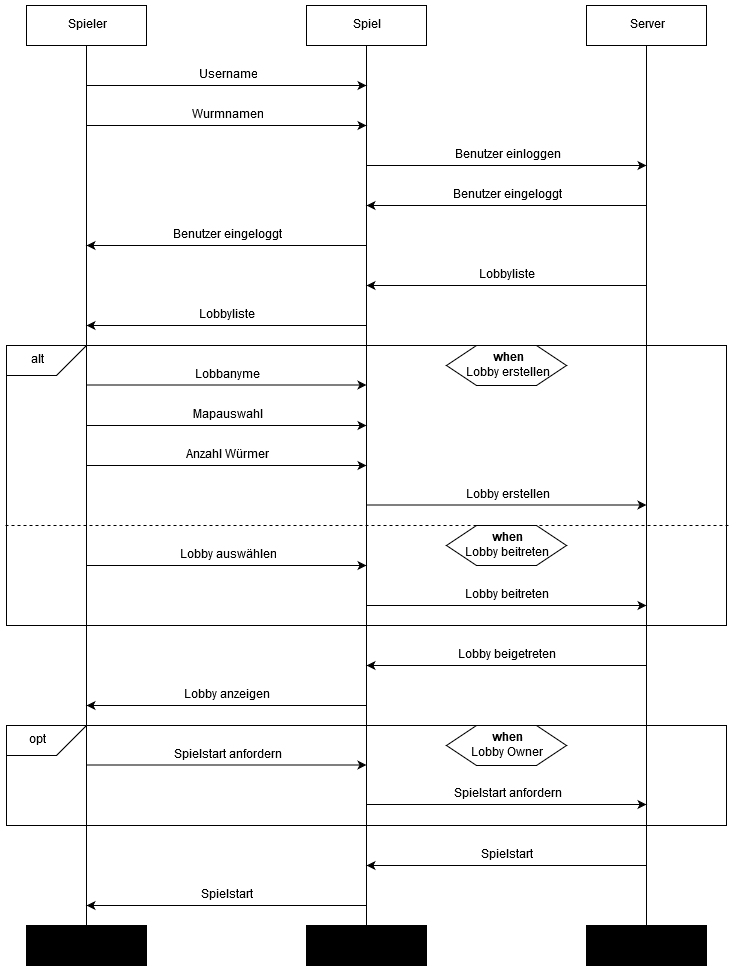 Spieler
Spiel
Server
Username
Wurmnamen
Benutzer einloggen
Benutzer eingeloggt
Benutzer eingeloggt
Lobbyliste
Lobbyliste
alt
when
Lobby erstellen
Lobbanyme
Mapauswahl
Anzahl Würmer
Lobby erstellen
when
Lobby beitreten
Lobby auswählen
Lobby beitreten
Lobby beigetreten
Lobby anzeigen
opt
when
Lobby Owner
Spielstart anfordern
Spielstart anfordern
Spielstart
Spielstart